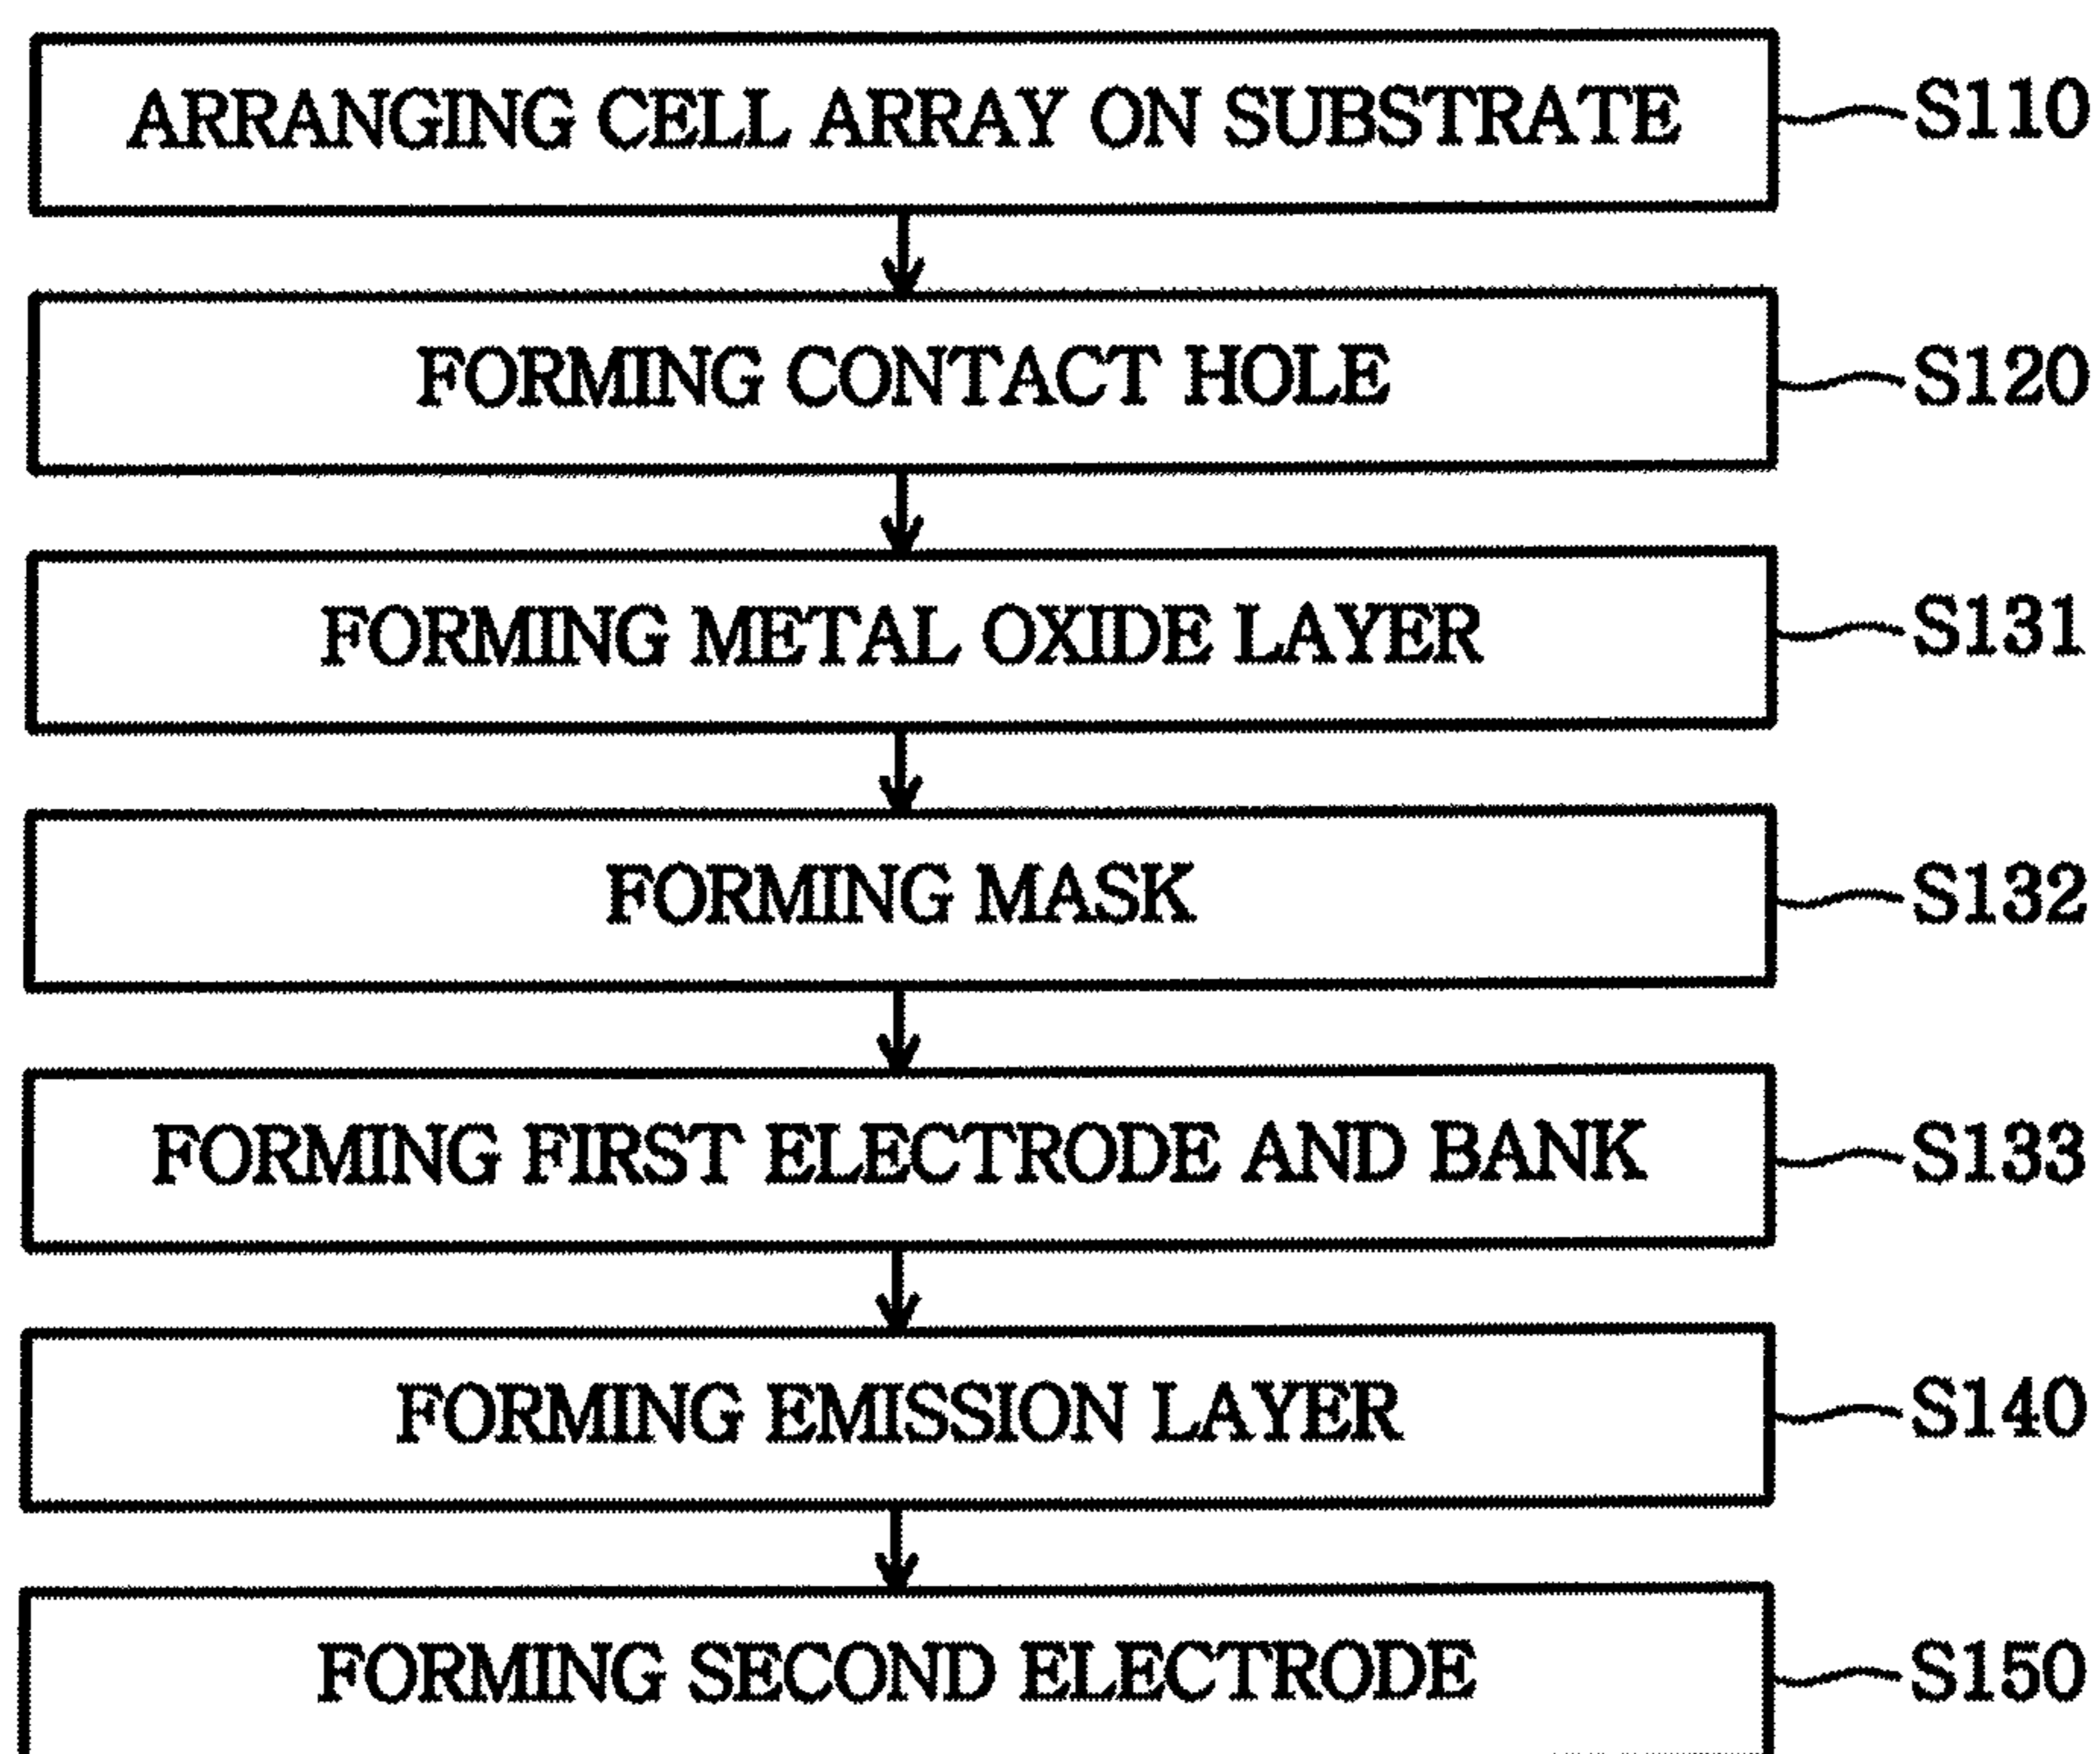 ARRANGING CELL ARRAY ON SUBSTRATE S110
FORMING CONTACT HOLE S120
FORMING METAL OXIDE LAYER S131
FORMING MASK S132
FORMING FIRST ELECTRODE AND BANK S133
FORMING EMISSION LAYER S140
FORMING SECOND ELECTRODE S150